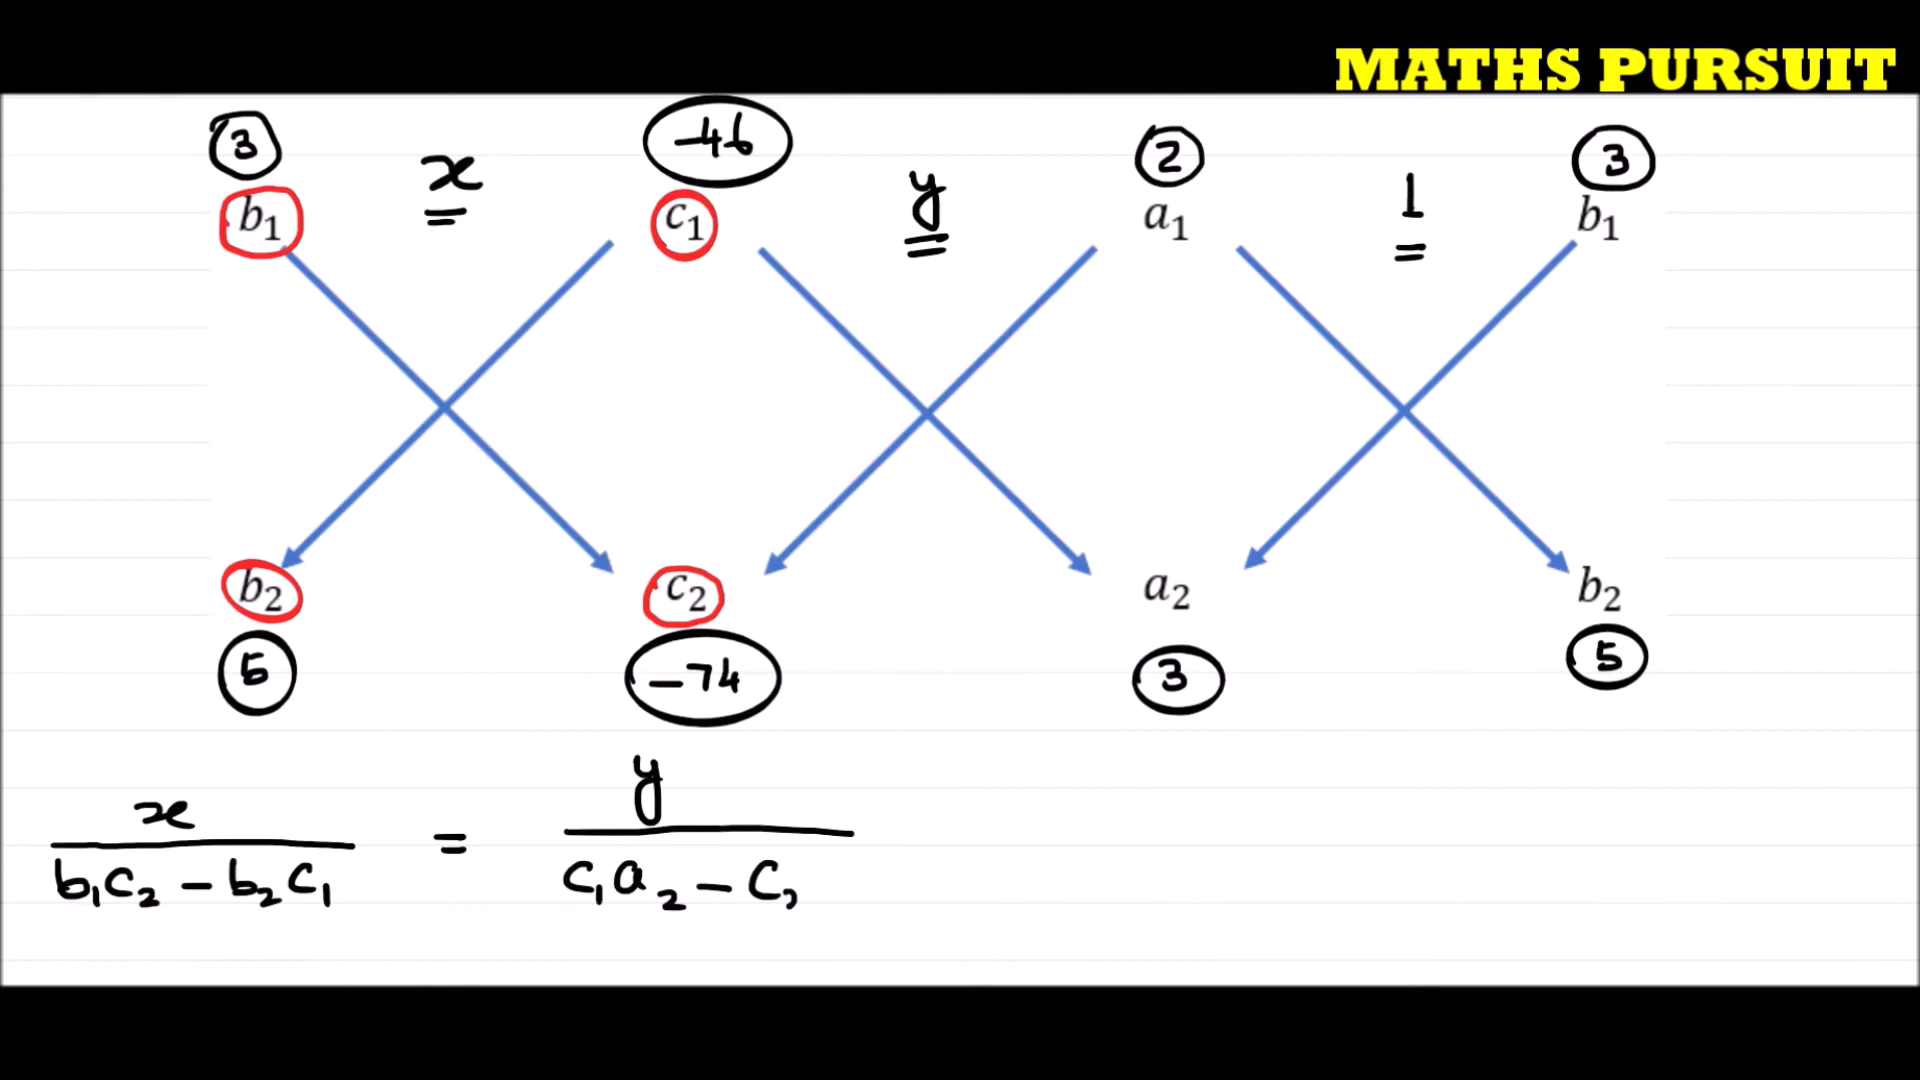 MATHS PURSUIT
3 x -46 y 2 1 3
b₁ c₁ a₁ b₁
b₂ c₂ a₂ b₂
5 -74 3 5
x/(b₁c₂ - b₂c₁) = y/(c₁a₂ - c₂